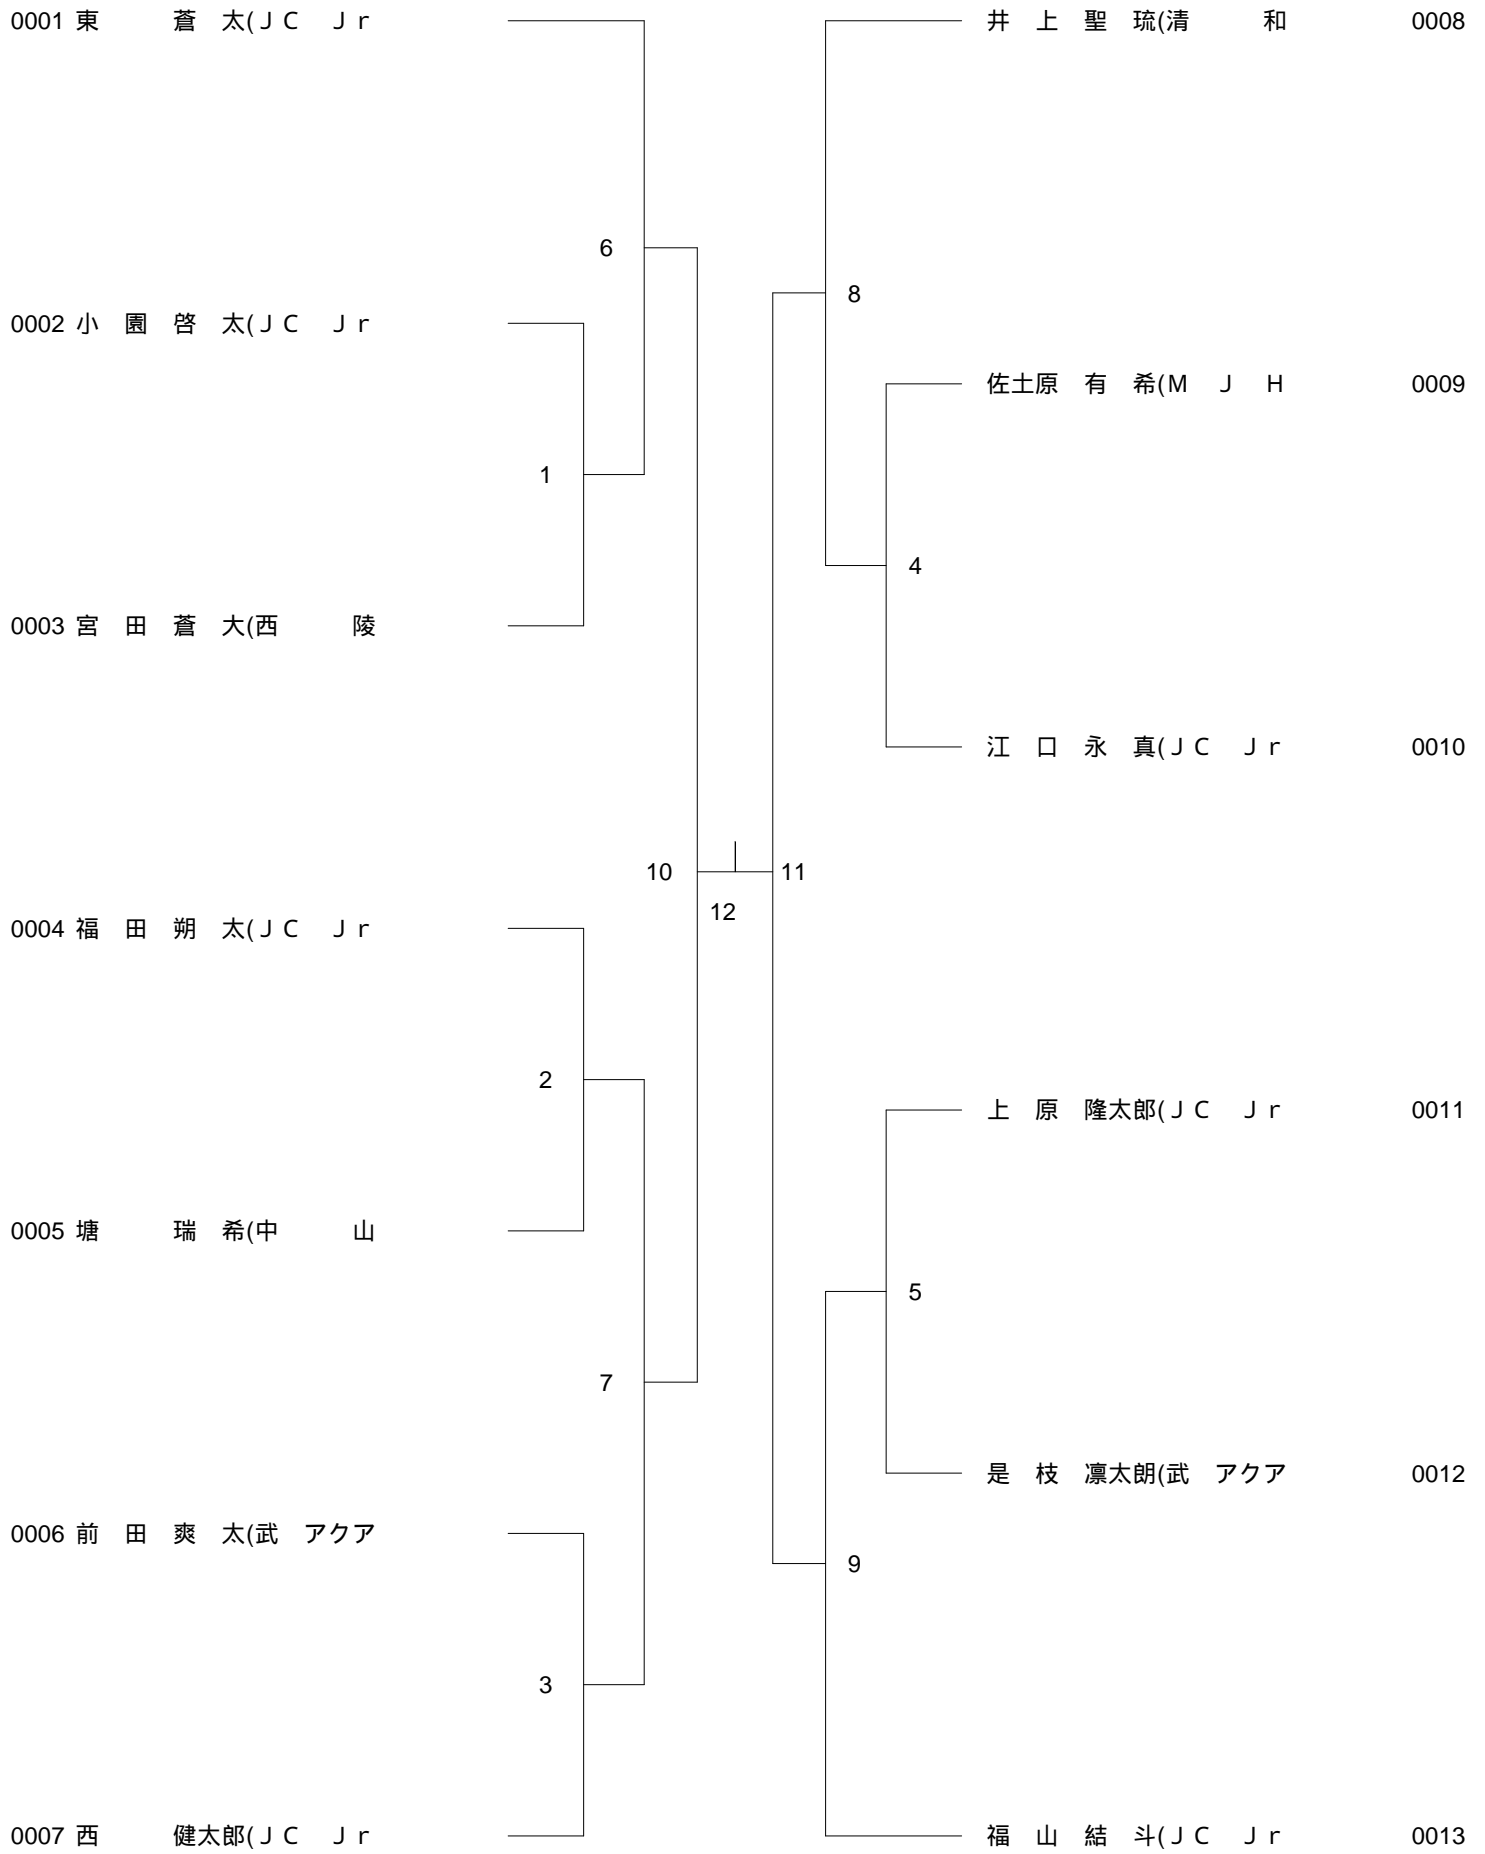 0001 東　　　蒼　太(ＪＣ　Ｊｒ
井　上　聖　琉(清　　　和 0008
6
8
0002 小　園　啓　太(ＪＣ　Ｊｒ
佐土原　有　希(Ｍ　Ｊ　Ｈ 0009
1
4
0003 宮　田　蒼　大(西　　　陵
江　口　永　真(ＪＣ　Ｊｒ 0010
10
11
12
0004 福　田　朔　太(ＪＣ　Ｊｒ
2
上　原　隆太郎(ＪＣ　Ｊｒ 0011
0005 塘　　　瑞　希(中　　　山
5
7
是　枝　凛太朗(武　アクア 0012
0006 前　田　爽　太(武　アクア
9
3
0007 西　　　健太郎(ＪＣ　Ｊｒ
福　山　結　斗(ＪＣ　Ｊｒ 0013